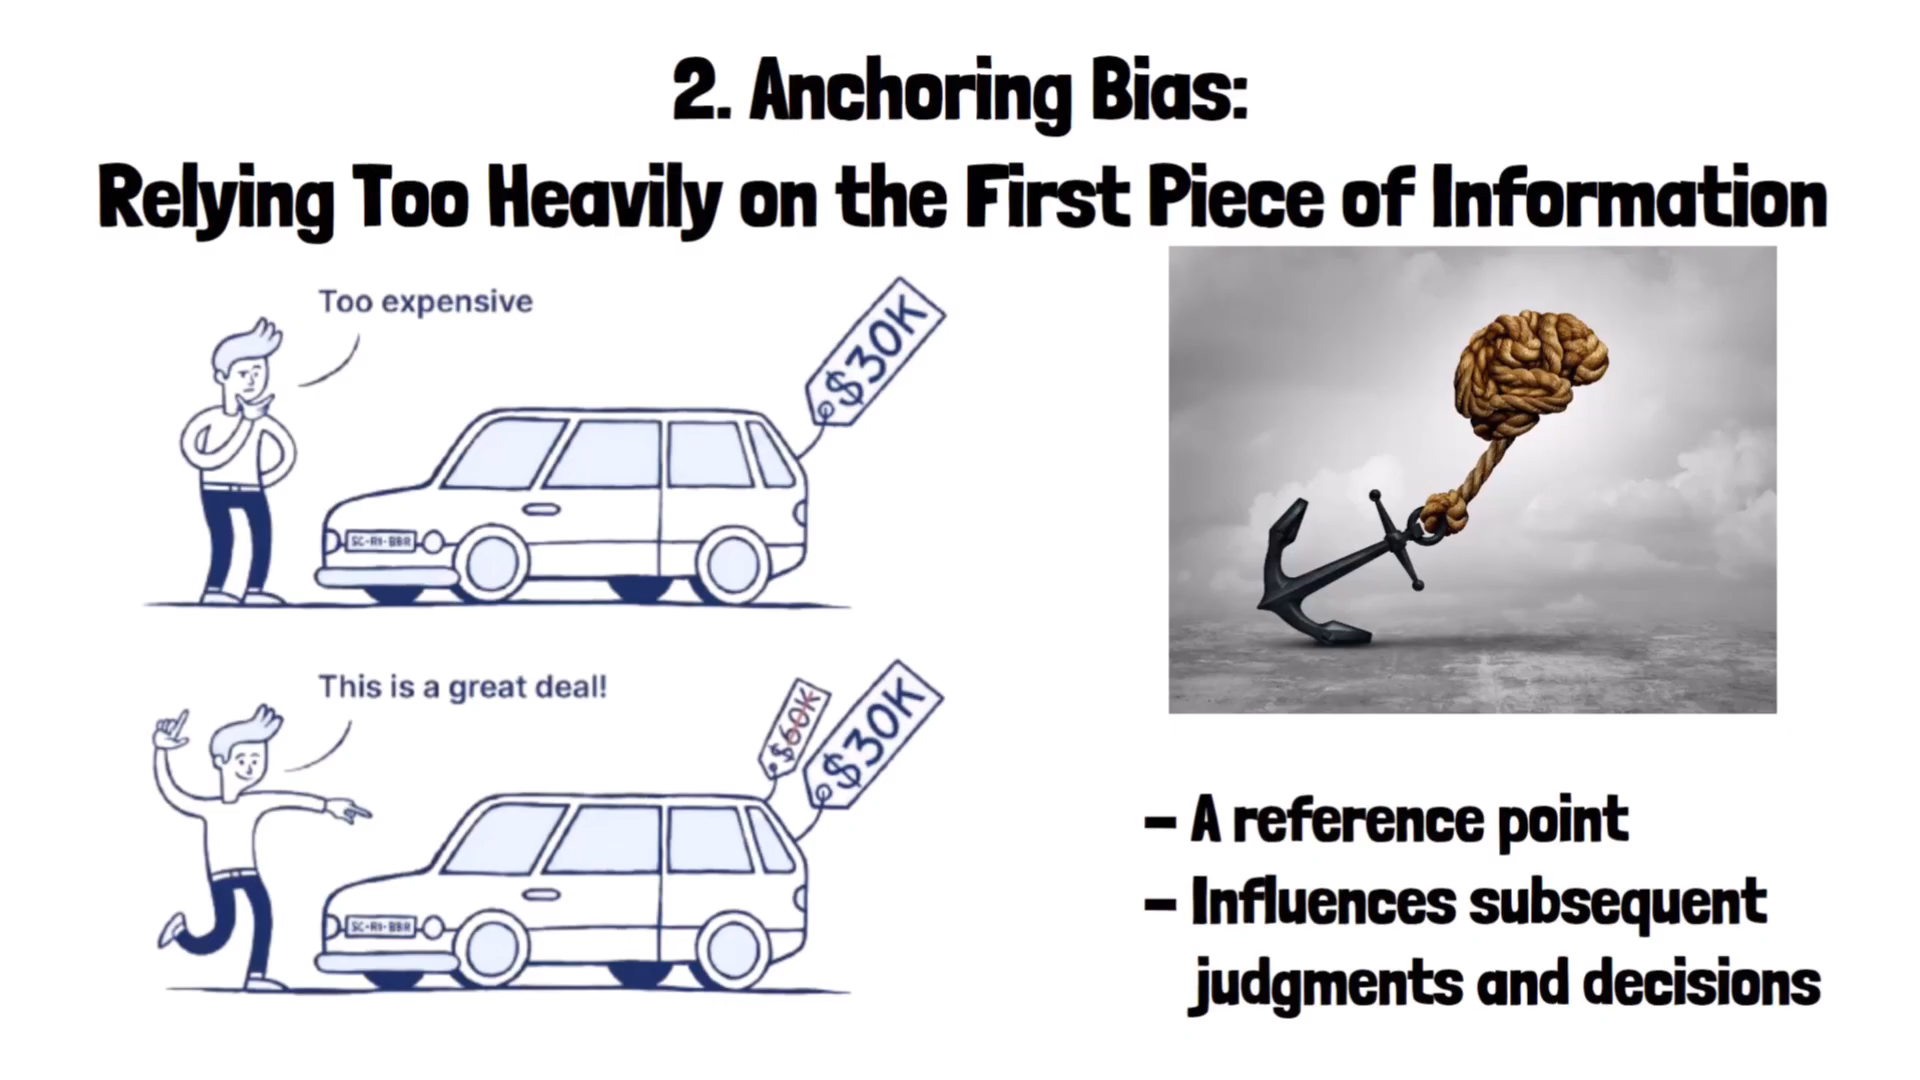 2. Anchoring Bias:
Relying Too Heavily on the First Piece of Information
Too expensive
$30K
SC-RI-BBR
This is a great deal!
$60K
$30K
SC-RI-BBR
– A reference point
– Influences subsequent
judgments and decisions